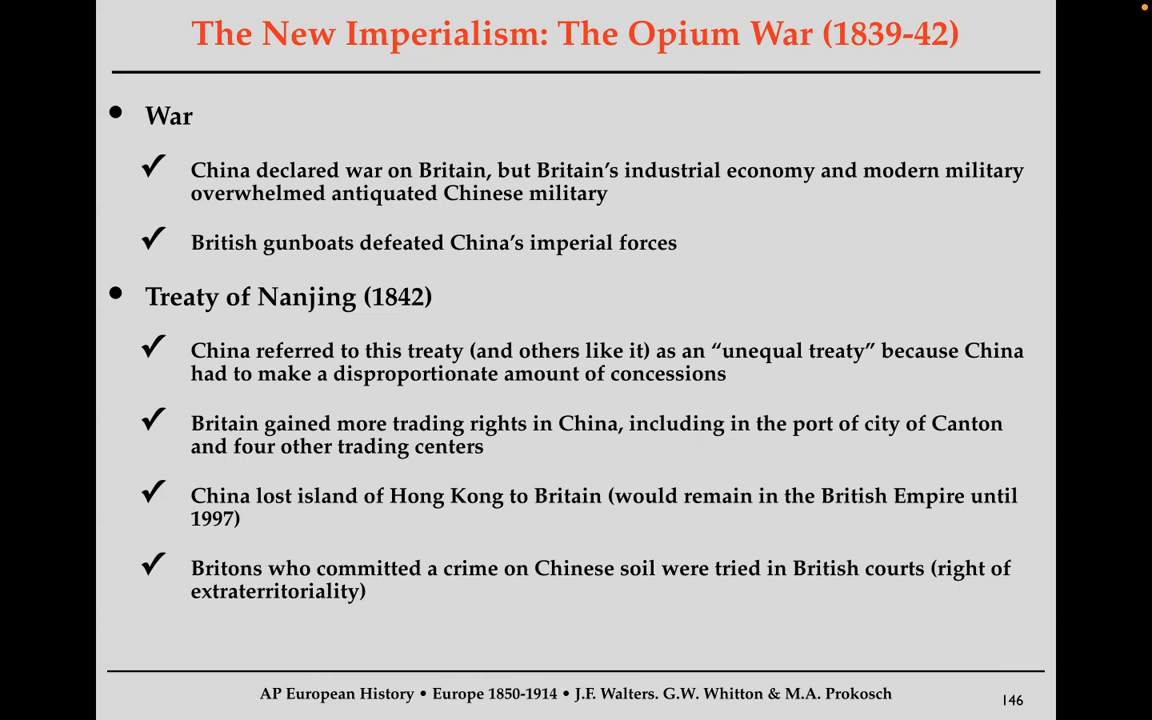 The New Imperialism: The Opium War (1839-42)
• War
✓ China declared war on Britain, but Britain’s industrial economy and modern military
overwhelmed antiquated Chinese military
✓ British gunboats defeated China’s imperial forces
• Treaty of Nanjing (1842)
✓ China referred to this treaty (and others like it) as an “unequal treaty” because China
had to make a disproportionate amount of concessions
✓ Britain gained more trading rights in China, including in the port of city of Canton
and four other trading centers
✓ China lost island of Hong Kong to Britain (would remain in the British Empire until
1997)
✓ Britons who committed a crime on Chinese soil were tried in British courts (right of
extraterritoriality)
AP European History • Europe 1850-1914 • J.F. Walters. G.W. Whitton & M.A. Prokosch
146